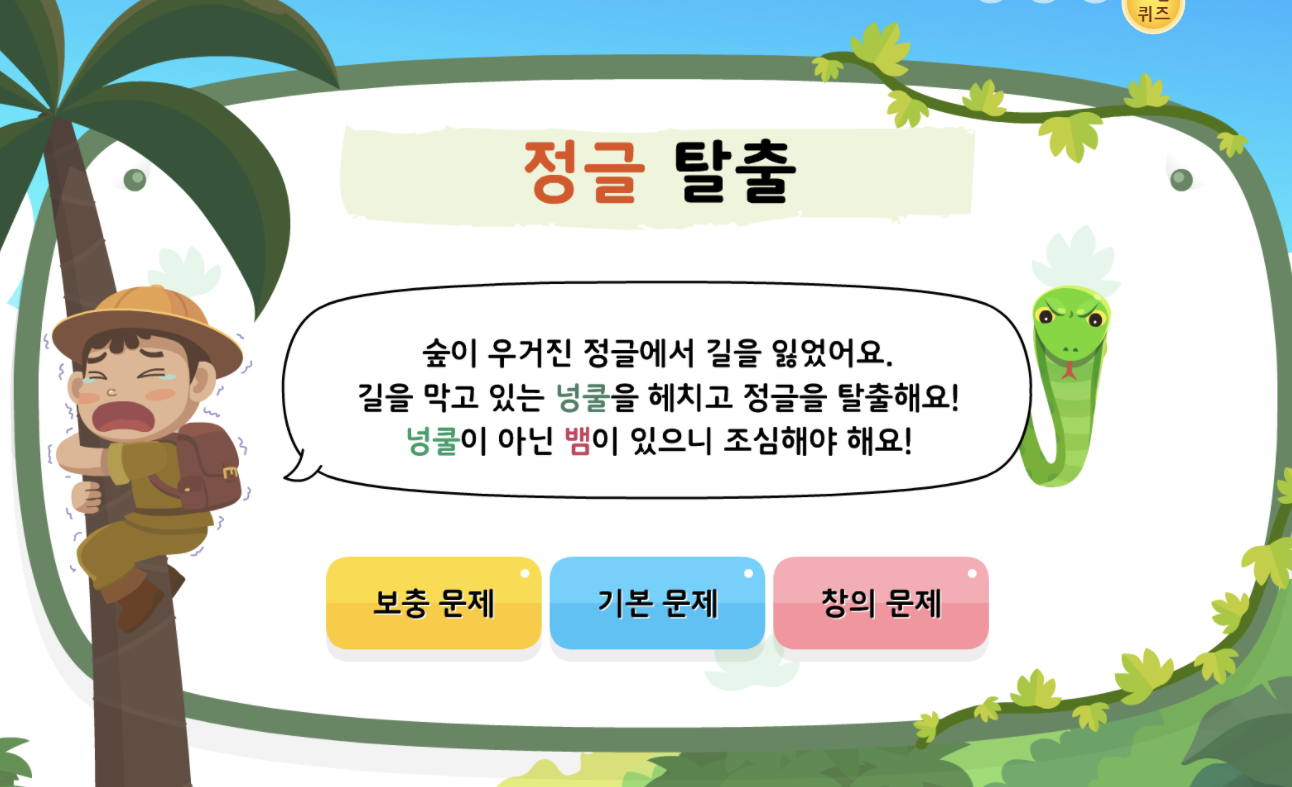 퀴즈
정글 탈출
숲이 우거진 정글에서 길을 잃었어요.
길을 막고 있는 넝쿨을 헤치고 정글을 탈출해요!
넝쿨이 아닌 뱀이 있으니 조심해야 해요!
보충 문제
기본 문제
창의 문제